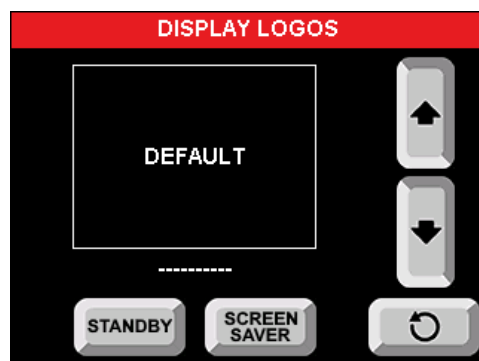 DISPLAY LOGOS
DEFAULT
----------
STANDBY
SCREEN
SAVER